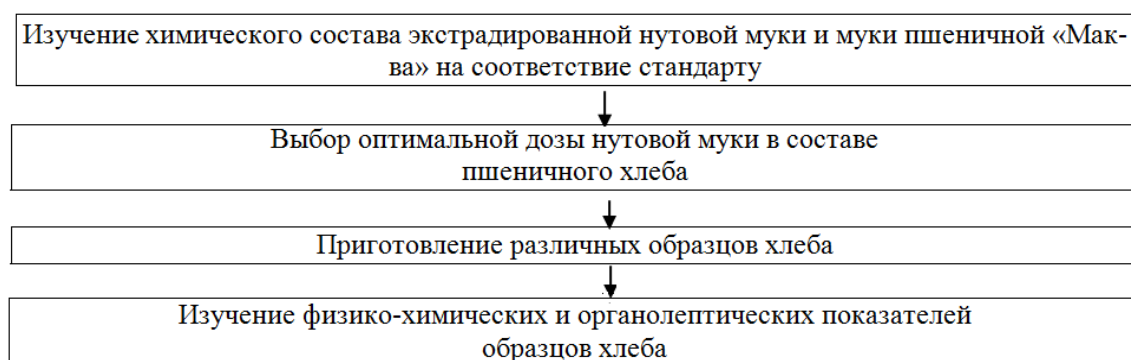 Изучение химического состава экстрадированной нутовой муки и муки пшеничной «Мак-
ва» на соответствие стандарту
Выбор оптимальной дозы нутовой муки в составе
пшеничного хлеба
Приготовление различных образцов хлеба
Изучение физико-химических и органолептических показателей
образцов хлеба